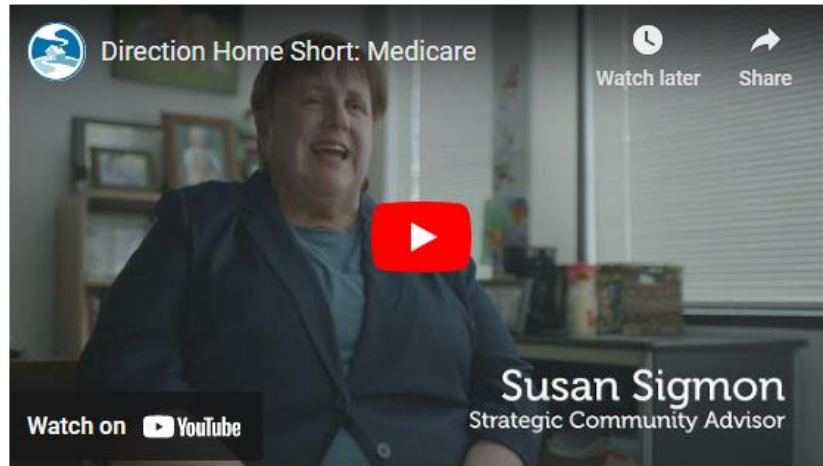 Direction Home Short: Medicare
Watch later
Share
Susan Sigmon
Strategic Community Advisor
Watch on YouTube